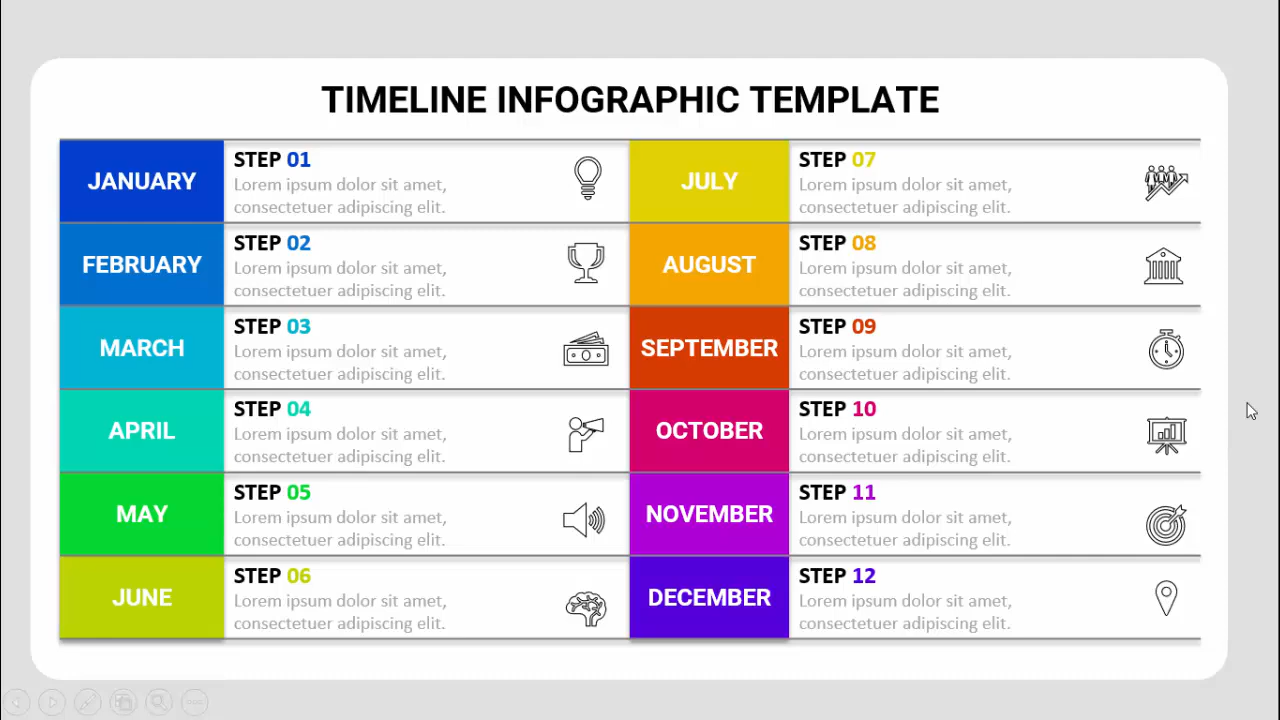 TIMELINE INFOGRAPHIC TEMPLATE
JANUARY
STEP 01
Lorem ipsum dolor sit amet,
consectetuer adipiscing elit.
FEBRUARY
STEP 02
Lorem ipsum dolor sit amet,
consectetuer adipiscing elit.
MARCH
STEP 03
Lorem ipsum dolor sit amet,
consectetuer adipiscing elit.
APRIL
STEP 04
Lorem ipsum dolor sit amet,
consectetuer adipiscing elit.
MAY
STEP 05
Lorem ipsum dolor sit amet,
consectetuer adipiscing elit.
JUNE
STEP 06
Lorem ipsum dolor sit amet,
consectetuer adipiscing elit.
JULY
STEP 07
Lorem ipsum dolor sit amet,
consectetuer adipiscing elit.
AUGUST
STEP 08
Lorem ipsum dolor sit amet,
consectetuer adipiscing elit.
SEPTEMBER
STEP 09
Lorem ipsum dolor sit amet,
consectetuer adipiscing elit.
OCTOBER
STEP 10
Lorem ipsum dolor sit amet,
consectetuer adipiscing elit.
NOVEMBER
STEP 11
Lorem ipsum dolor sit amet,
consectetuer adipiscing elit.
DECEMBER
STEP 12
Lorem ipsum dolor sit amet,
consectetuer adipiscing elit.